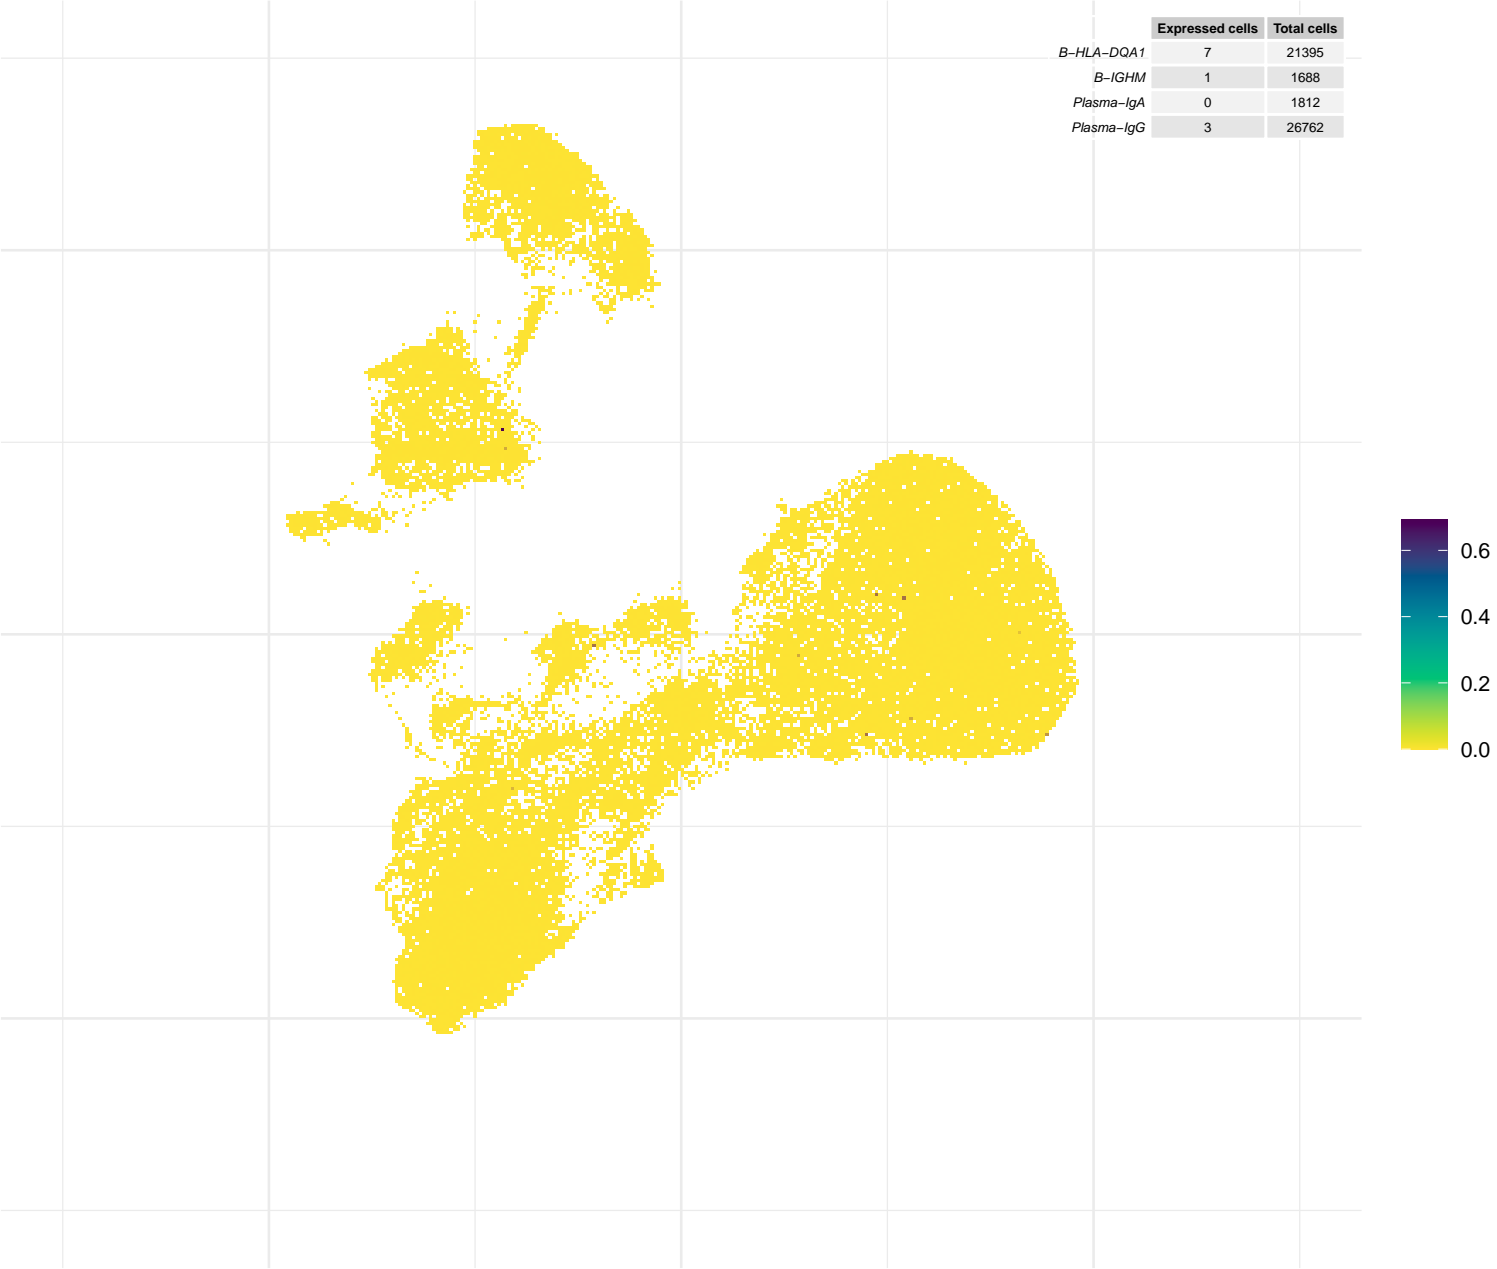 Expressed cells Total cells
B−HLA−DQA1 7 21395
B−IGHM 1 1688
Plasma−IgA 0 1812
Plasma−IgG 3 26762
0.6
0.4
0.2
0.0